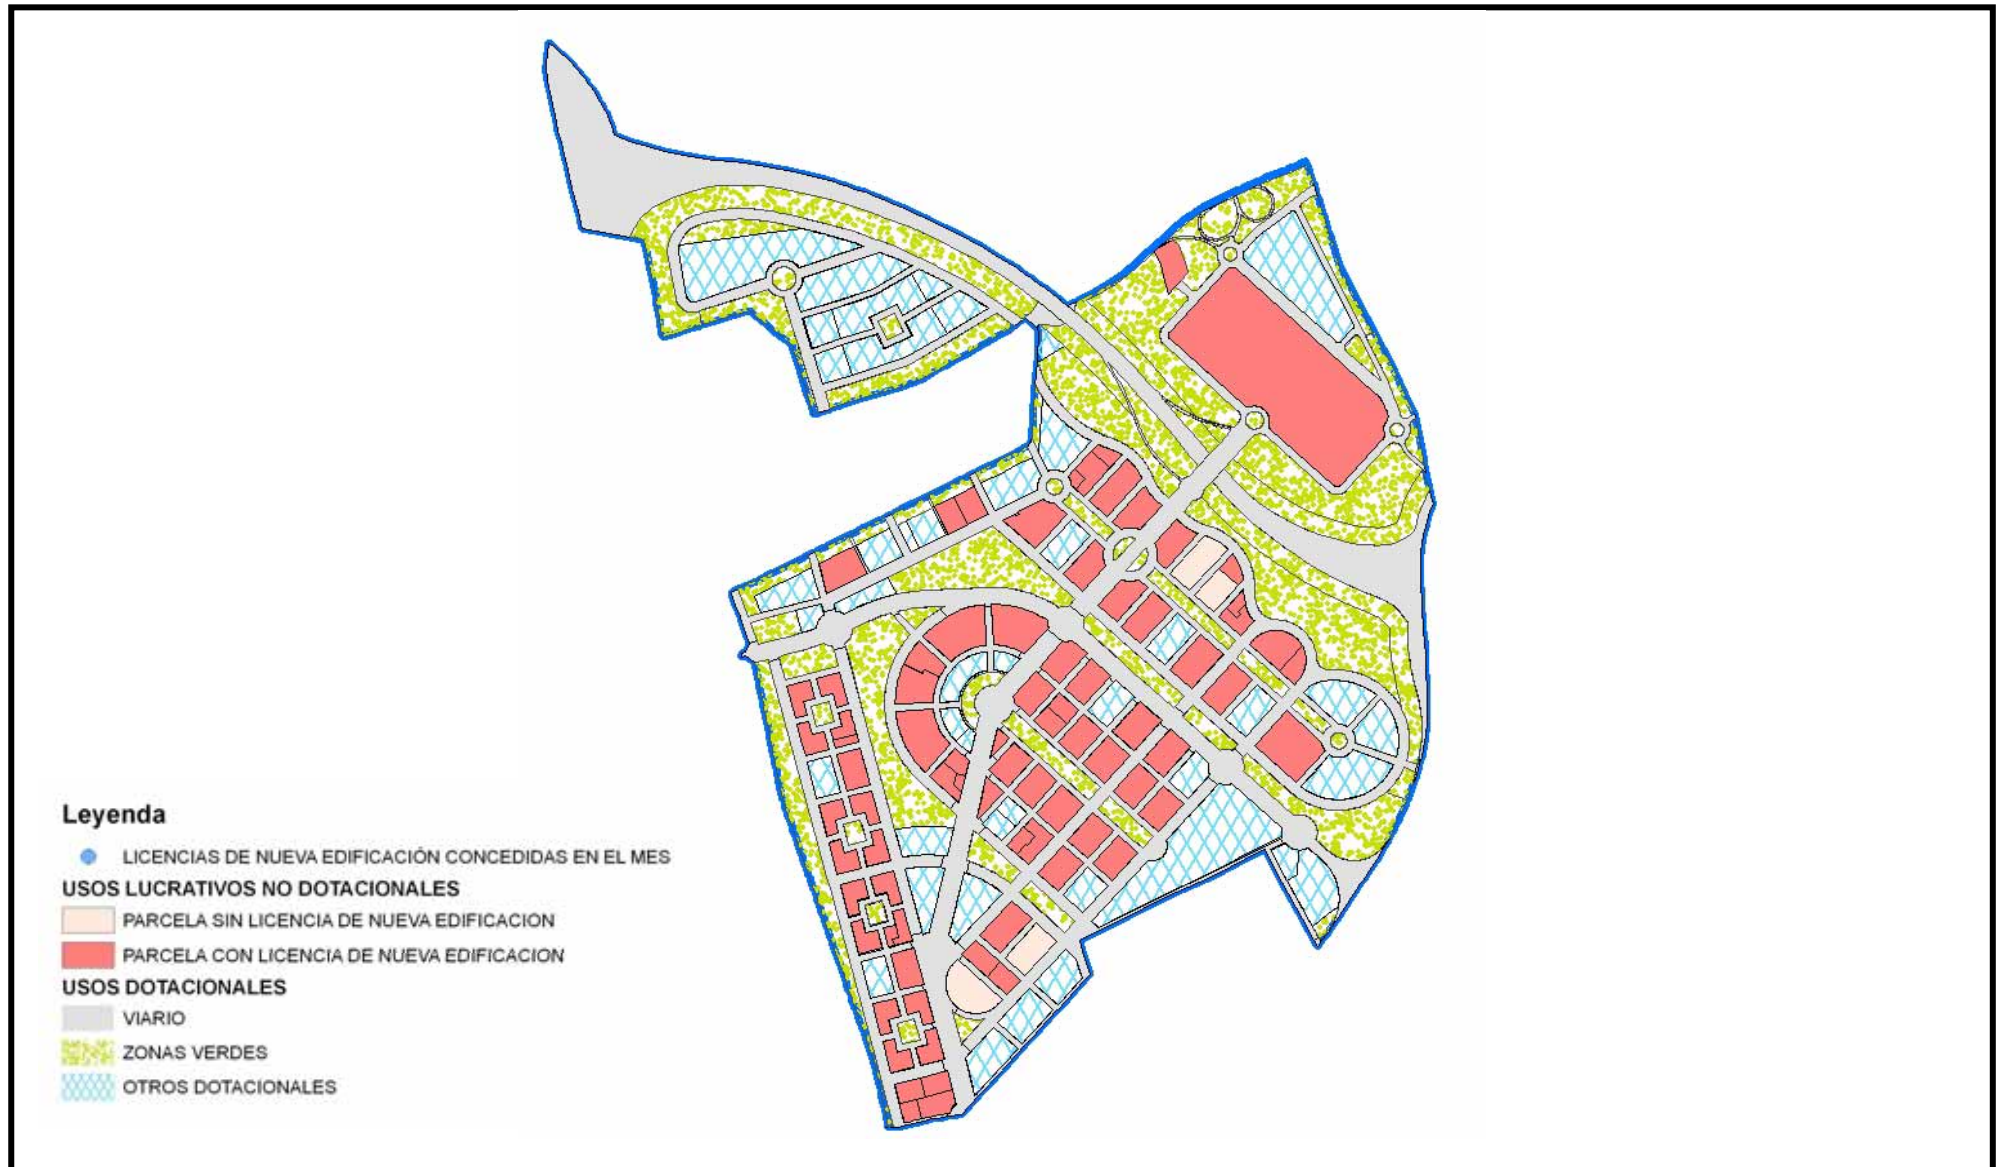 Leyenda
LICENCIAS DE NUEVA EDIFICACIÓN CONCEDIDAS EN EL MES
USOS LUCRATIVOS NO DOTACIONALES
PARCELA SIN LICENCIA DE NUEVA EDIFICACION
PARCELA CON LICENCIA DE NUEVA EDIFICACION
USOS DOTACIONALES
VIARIO
ZONAS VERDES
OTROS DOTACIONALES